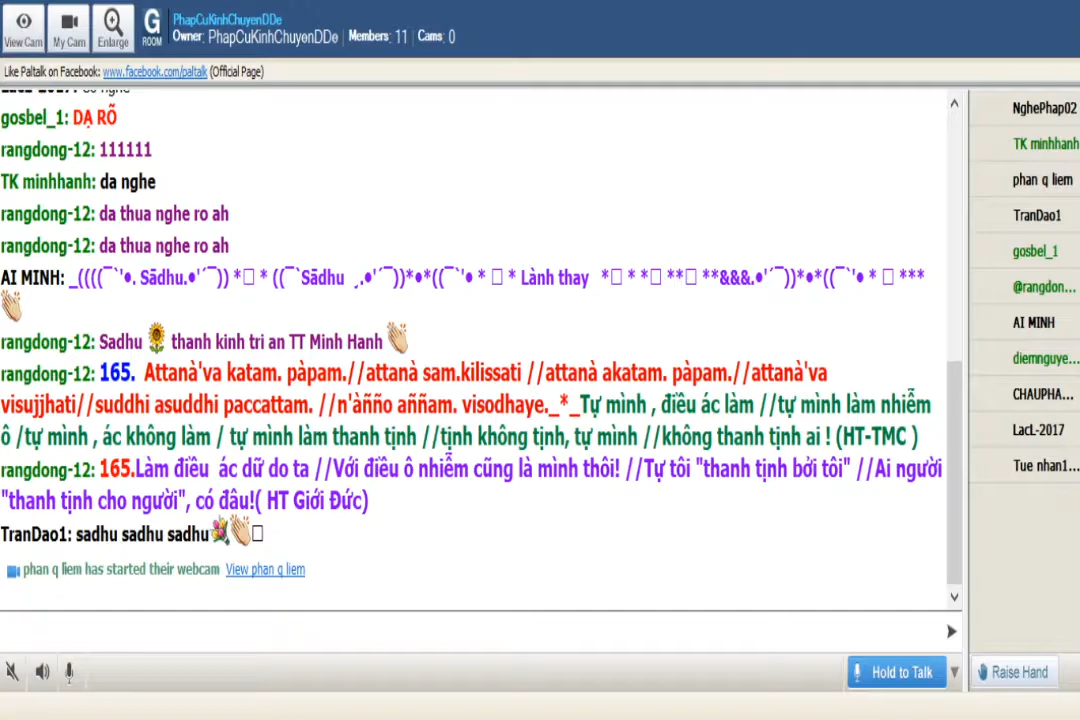 View Cam
My Cam
Enlarge
G
ROOM
PhapCuKinhChuyenDDe
Owner: PhapCuKinhChuyenDDe | Members: 11 | Cams: 0
Like Paltalk on Facebook: www.facebook.com/paltalk (Official Page)
gosbel_1: DẠ RÕ
rangdong-12: 111111
TK minhhanh: da nghe
rangdong-12: da thua nghe ro ah
rangdong-12: da thua nghe ro ah
AI MINH: _((((¯`'•. Sādhu.•'´¯)) *□ * ((¯`Sādhu ¸.•'´¯))*•*((¯`'• * □ * Lành thay *□ * *□ **□ **&&&.•'´¯))*•*((¯`'• * □ ***
rangdong-12: Sadhu 🌻 thanh kinh tri an TT Minh Hanh 👏
rangdong-12: 165. Attanà'va katam. pàpam.//attanà sam.kilissati //attanà akatam. pàpam.//attanà'va
visujjhati//suddhi asuddhi paccattam. //n'àñño aññam. visodhaye._*_Tự mình , điều ác làm //tự mình làm nhiễm
ô /tự mình , ác không làm / tự mình làm thanh tịnh //tịnh không tịnh, tự mình //không thanh tịnh ai ! (HT-TMC )
rangdong-12: 165.Làm điều ác dữ do ta //Với điều ô nhiễm cũng là mình thôi! //Tự tôi "thanh tịnh bởi tôi" //Ai người
"thanh tịnh cho người", có đâu!( HT Giới Đức)
TranDao1: sadhu sadhu sadhu💐👏□
phan q liem has started their webcam View phan q liem
NghePhap02
TK minhhanh
phan q liem
TranDao1
gosbel_1
@rangdon...
AI MINH
diemnguye...
CHAUPHA...
LacL-2017
Tue nhan1...
Hold to Talk
Raise Hand